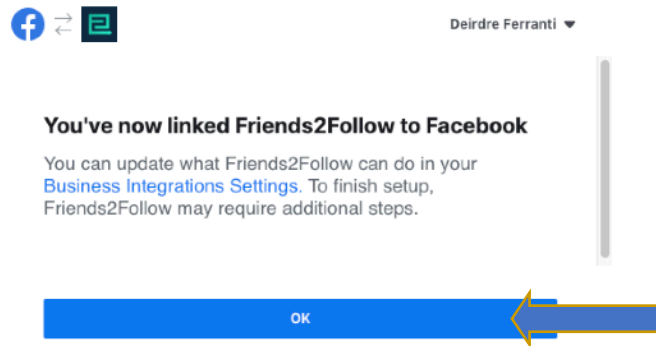 Deirdre Ferranti
You've now linked Friends2Follow to Facebook
You can update what Friends2Follow can do in your
Business Integrations Settings. To finish setup,
Friends2Follow may require additional steps.
OK